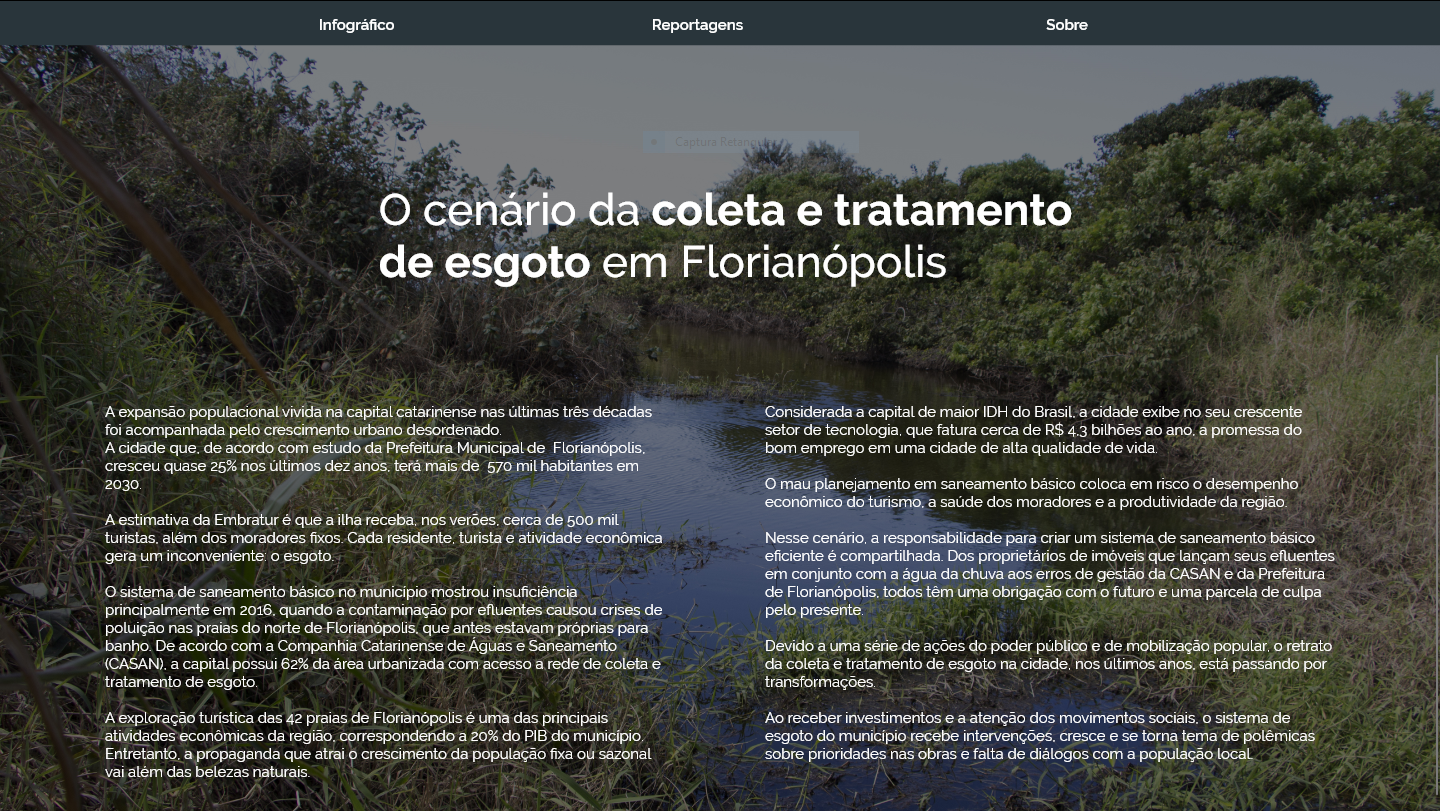 Infográfico
Reportagens
Sobre
O cenário da coleta e tratamento
de esgoto em Florianópolis
A expansão populacional vivida na capital catarinense nas últimas três décadas
foi acompanhada pelo crescimento urbano desordenado.
A cidade que, de acordo com estudo da Prefeitura Municipal de Florianópolis,
cresceu quase 25% nos últimos dez anos, terá mais de 570 mil habitantes em
2030.
A estimativa da Embratur é que a ilha receba, nos verões, cerca de 500 mil
turistas, além dos moradores fixos. Cada residente, turista e atividade econômica
gera um inconveniente: o esgoto.
O sistema de saneamento básico no município mostrou insuficiência
principalmente em 2016, quando a contaminação por efluentes causou crises de
poluição nas praias do norte de Florianópolis, que antes estavam próprias para
banho. De acordo com a Companhia Catarinense de Águas e Saneamento
(CASAN), a capital possui 62% da área urbanizada com acesso a rede de coleta e
tratamento de esgoto.
A exploração turística das 42 praias de Florianópolis é uma das principais
atividades econômicas da região, correspondendo a 20% do PIB do município.
Entretanto, a propaganda que atrai o crescimento da população fixa ou sazonal
vai além das belezas naturais.
Considerada a capital de maior IDH do Brasil, a cidade exibe no seu crescente
setor de tecnologia, que fatura cerca de R$ 4,3 bilhões ao ano, a promessa do
bom emprego em uma cidade de alta qualidade de vida.
O mau planejamento em saneamento básico coloca em risco o desempenho
econômico do turismo, a saúde dos moradores e a produtividade da região.
Nesse cenário, a responsabilidade para criar um sistema de saneamento básico
eficiente é compartilhada. Dos proprietários de imóveis que lançam seus efluentes
em conjunto com a água da chuva aos erros de gestão da CASAN e da Prefeitura
de Florianópolis, todos têm uma obrigação com o futuro e uma parcela de culpa
pelo presente.
Devido a uma série de ações do poder público e de mobilização popular, o retrato
da coleta e tratamento de esgoto na cidade, nos últimos anos, está passando por
transformações.
Ao receber investimentos e a atenção dos movimentos sociais, o sistema de
esgoto do município recebe intervenções, cresce e se torna tema de polêmicas
sobre prioridades nas obras e falta de diálogos com a população local.